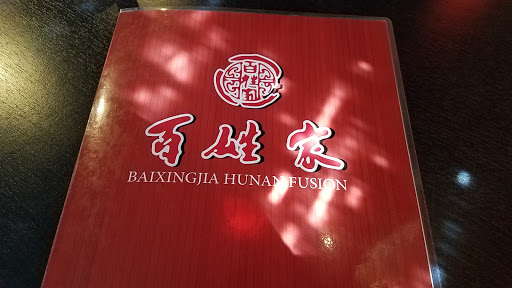 百姓家
BAIXINGJIA HUNAN FUSION